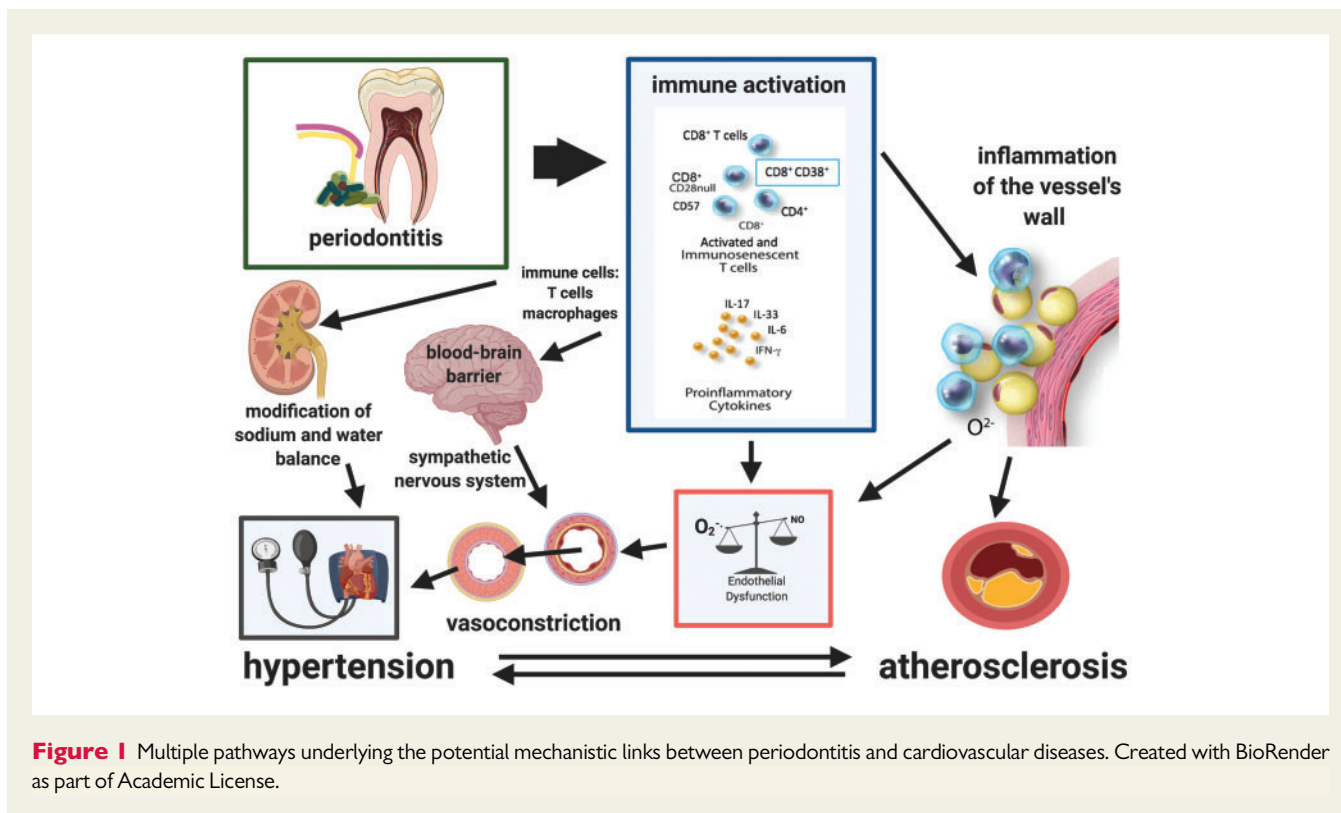 periodontitis
immune activation
CD8⁺ T cells
CD8⁺ CD38⁺
CD8⁺
CD28null
CD57
CD4⁺
CD8⁺
Activated and
Immunosenescent
T cells
IL-17
IL-33
IL-6
IFN-γ
Proinflammatory
Cytokines
inflammation
of the vessel's
wall
O²⁻
immune cells:
T cells
macrophages
blood-brain
barrier
modification of
sodium and water
balance
sympathetic
nervous system
O₂⁻·
NO
Endothelial
Dysfunction
vasoconstriction
hypertension
atherosclerosis
Figure 1 Multiple pathways underlying the potential mechanistic links between periodontitis and cardiovascular diseases. Created with BioRender
as part of Academic License.